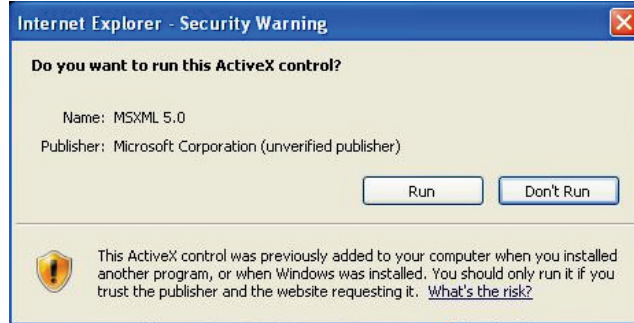 Internet Explorer - Security Warning
Do you want to run this ActiveX control?
Name: MSXML 5.0
Publisher: Microsoft Corporation (unverified publisher)
Run Don't Run
This ActiveX control was previously added to your computer when you installed
another program, or when Windows was installed. You should only run it if you
trust the publisher and the website requesting it. What's the risk?